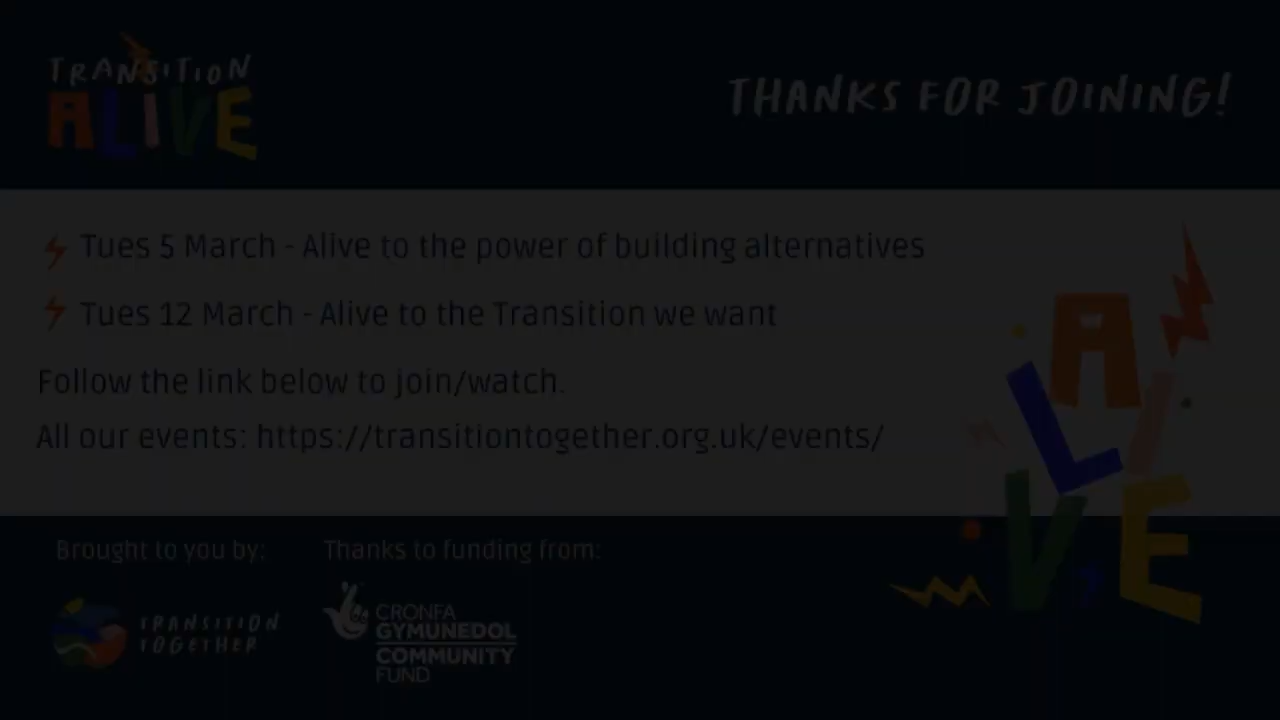 TRANSITION
ALIVE
THANKS FOR JOINING!
Tues 5 March - Alive to the power of building alternatives
Tues 12 March - Alive to the Transition we want
Follow the link below to join/watch.
All our events: https://transitiontogether.org.uk/events/
ALIVE
Brought to you by:
Thanks to funding from:
TRANSITION
TOGETHER
CRONFA
GYMUNEDOL
COMMUNITY
FUND